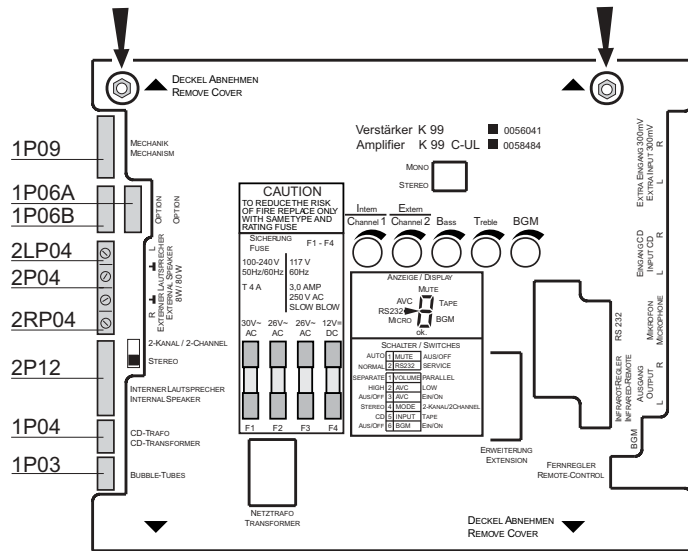 DECKEL ABNEHMEN
REMOVE COVER
1P09
MECHANIK
MECHANISM
1P06A
1P06B
OPTION
OPTION
2LP04
2P04
2RP04
L
R
EXTERNER LAUTSPRECHER
EXTERNAL SPEAKER
8W/80W
2-KANAL / 2-CHANNEL
STEREO
2P12
INTERNER LAUTSPRECHER
INTERNAL SPEAKER
1P04
CD-TRAFO
CD-TRANSFORMER
1P03
BUBBLE-TUBES
Verstärker K 99 0056041
Amplifier K 99 C-UL 0058484
MONO
STEREO
CAUTION
TO REDUCE THE RISK
OF FIRE REPLACE ONLY
WITH SAME TYPE AND
RATING FUSE
SICHERUNG
FUSE F1 - F4
100-240 V 117 V
50Hz/60Hz 60Hz
T 4 A 3,0 AMP
250 V AC
SLOW BLOW
30V~ 26V~ 26V~ 12V=
AC AC AC DC
F1 F2 F3 F4
NETZTRAFO
TRANSFORMER
Intern Extern
Channel 1 Channel 2 Bass Treble BGM
ANZEIGE / DISPLAY
MUTE
AVC TAPE
RS232
MICRO BGM
ok.
SCHALTER / SWITCHES
AUTO 1 MUTE AUS/OFF
NORMAL 2 RS232 SERVICE
SEPARATE 1 VOLUME PARALLEL
HIGH 2 AVC LOW
AUS/OFF 3 AVC EIN/ON
STEREO 4 MODE 2-KANAL/2CHANNEL
CD 5 INPUT TAPE
AUS/OFF 6 BGM EIN/ON
ERWEITERUNG
EXTENSION
EXTRA EINGANG 300mV
EXTRA INPUT 300mV
L R
EINGANG CD
INPUT CD
L R
RS 232
MIKROFON
MICROPHONE
INFRAROT-REGLER
INFRARED-REMOTE
AUSGANG
OUTPUT
L R
BGM
FERNREGLER
REMOTE-CONTROL
DECKEL ABNEHMEN
REMOVE COVER